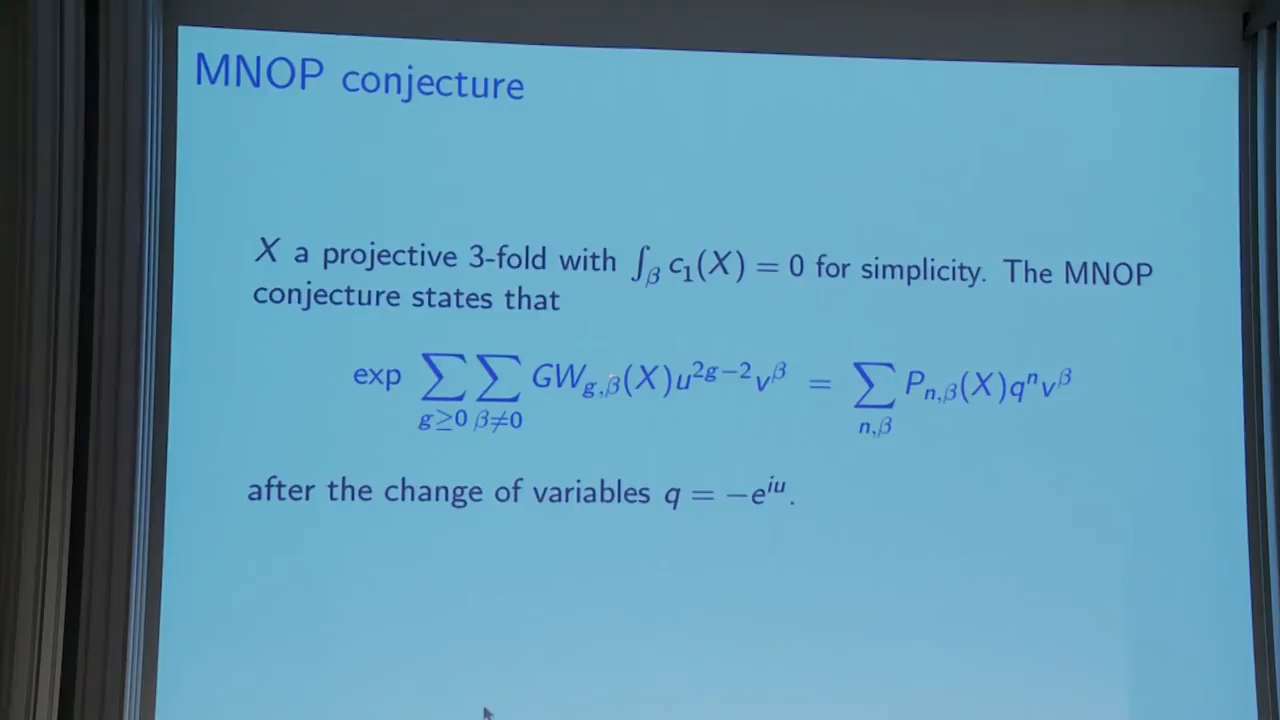 MNOP conjecture
X a projective 3-fold with ∫_β c₁(X) = 0 for simplicity. The MNOP
conjecture states that
exp ∑_{g≥0} ∑_{β≠0} GW_{g,β}(X)u^{2g−2}v^β = ∑_{n,β} P_{n,β}(X)q^n v^β
after the change of variables q = −e^{iu}.